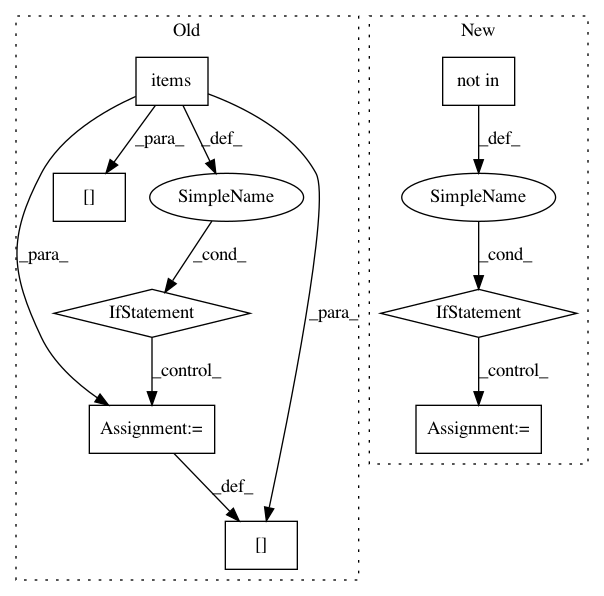 Old
New
items
not in
_para_
_def_
_def_
[]
SimpleName
SimpleName
_para_
_cond_
_cond_
IfStatement
_para_
IfStatement
_control_
_control_
Assignment:=
Assignment:=
_def_
[]